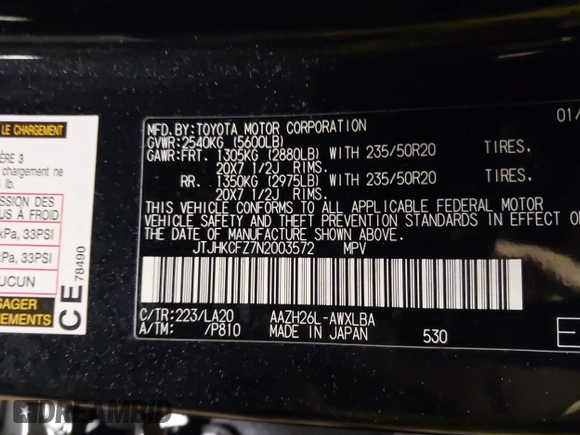 LE CHARGEMENT
ÈRE 3
chargement ne
lb.
SSION DES
US À FROID
kPa, 33PSI
kPa, 33PSI
UCUN
SAGER
NEMENTS
CE 78490
01/
MFD.BY:TOYOTA MOTOR CORPORATION
GVWR:2540KG (5600LB)
GAWR:FRT. 1305KG (2880LB) WITH 235/50R20 TIRES.
20X7 1/2J RIMS.
RR. 1350KG (2975LB) WITH 235/50R20 TIRES.
20X7 1/2J RIMS.
THIS VEHICLE CONFORMS TO ALL APPLICABLE FEDERAL MOTOR
VEHICLE SAFETY AND THEFT PREVENTION STANDARDS IN EFFECT O
THE DATE OF MANUFACTURE SHOWN ABOVE.
JTJHKCFZ7N2003572 MPV
C/TR:223/LA20 AAZH26L-AWXLBA
A/TM: /P810 MADE IN JAPAN 530
E
DREAMBID